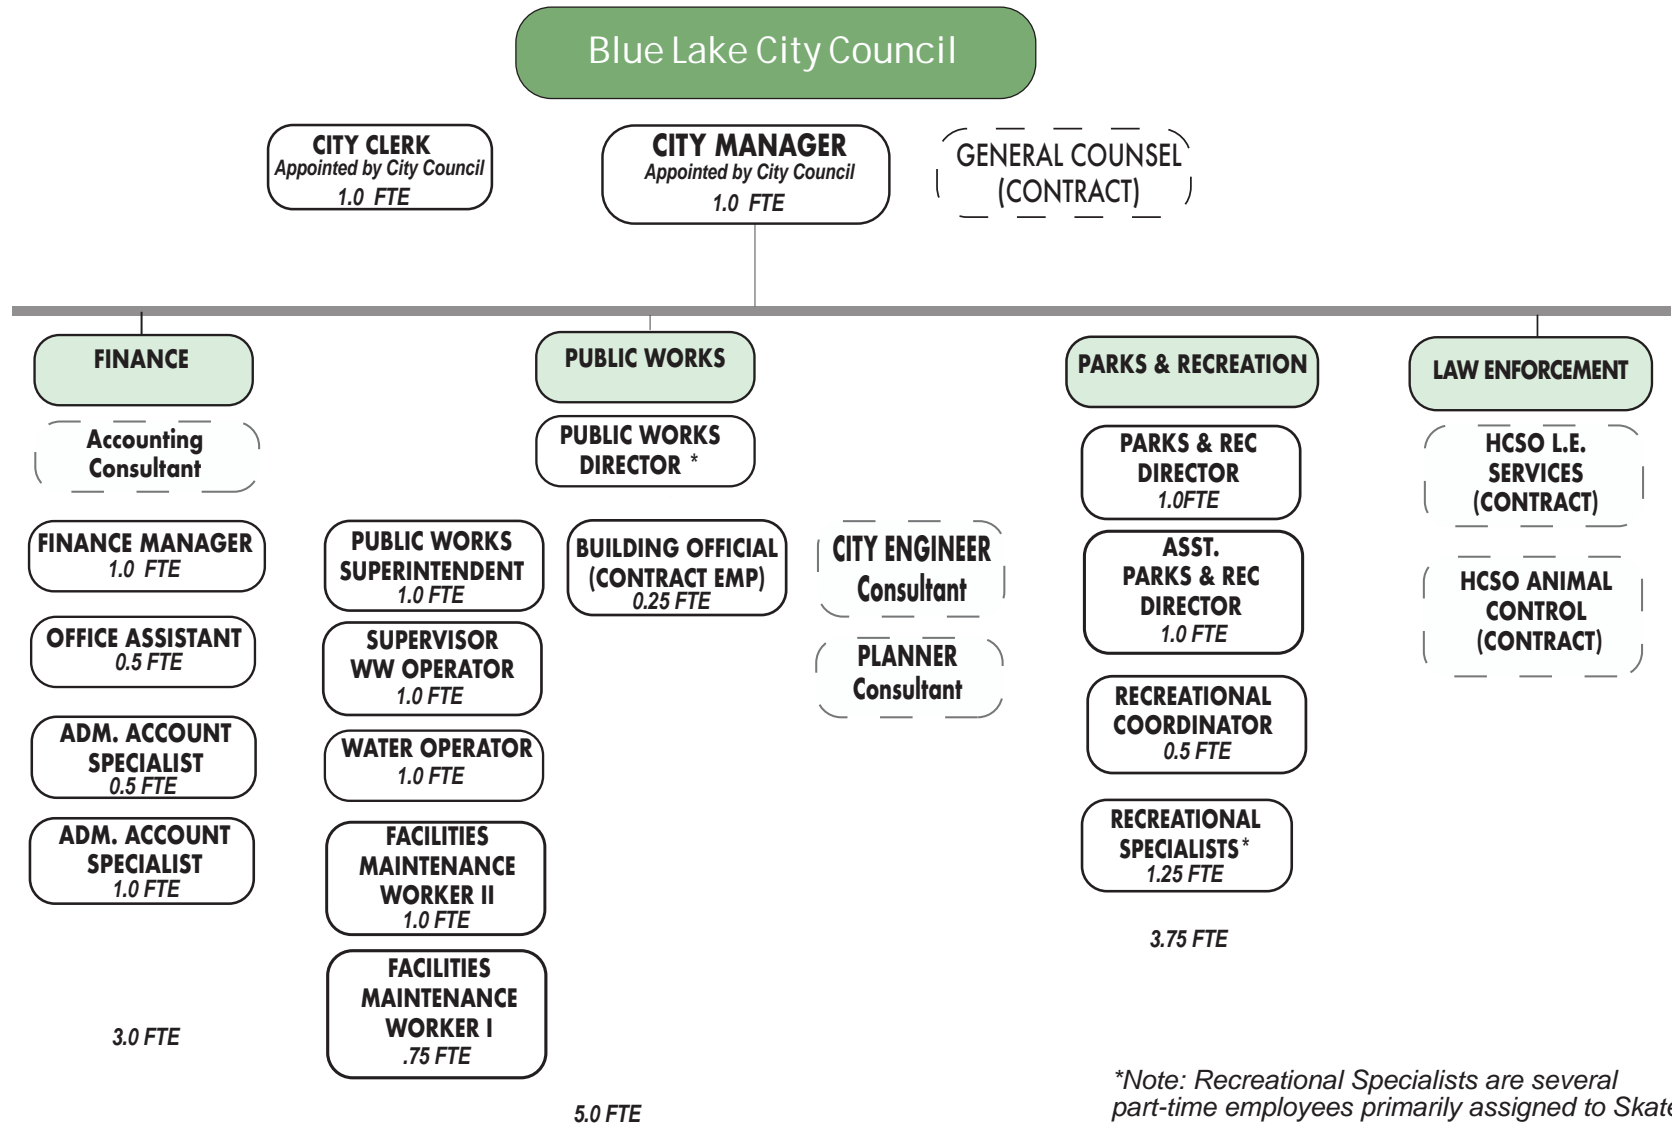 Blue Lake City Council
CITY CLERK
Appointed by City Council
1.0 FTE
CITY MANAGER
Appointed by City Council
1.0 FTE
GENERAL COUNSEL
(CONTRACT)
FINANCE
Accounting
Consultant
FINANCE MANAGER
1.0 FTE
OFFICE ASSISTANT
0.5 FTE
ADM. ACCOUNT
SPECIALIST
0.5 FTE
ADM. ACCOUNT
SPECIALIST
1.0 FTE
3.0 FTE
PUBLIC WORKS
PUBLIC WORKS
DIRECTOR *
PUBLIC WORKS
SUPERINTENDENT
1.0 FTE
SUPERVISOR
WW OPERATOR
1.0 FTE
WATER OPERATOR
1.0 FTE
FACILITIES
MAINTENANCE
WORKER II
1.0 FTE
FACILITIES
MAINTENANCE
WORKER I
.75 FTE
BUILDING OFFICIAL
(CONTRACT EMP)
0.25 FTE
CITY ENGINEER
Consultant
PLANNER
Consultant
5.0 FTE
PARKS & RECREATION
PARKS & REC
DIRECTOR
1.0FTE
ASST.
PARKS & REC
DIRECTOR
1.0 FTE
RECREATIONAL
COORDINATOR
0.5 FTE
RECREATIONAL
SPECIALISTS*
1.25 FTE
3.75 FTE
LAW ENFORCEMENT
HCSO L.E.
SERVICES
(CONTRACT)
HCSO ANIMAL
CONTROL
(CONTRACT)
*Note: Recreational Specialists are several
part-time employees primarily assigned to Skate